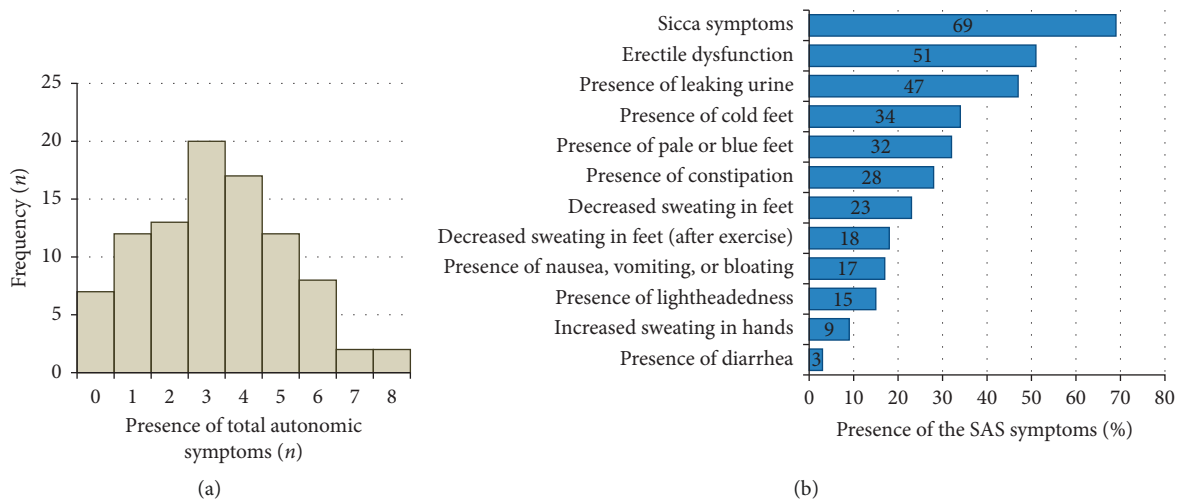 25
20
15
10
5
0
Frequency (n)
0 1 2 3 4 5 6 7 8
Presence of total autonomic
symptoms (n)
(a)
Sicca symptoms 69
Erectile dysfunction 51
Presence of leaking urine 47
Presence of cold feet 34
Presence of pale or blue feet 32
Presence of constipation 28
Decreased sweating in feet 23
Decreased sweating in feet (after exercise) 18
Presence of nausea, vomiting, or bloating 17
Presence of lightheadedness 15
Increased sweating in hands 9
Presence of diarrhea 3
0 10 20 30 40 50 60 70 80
Presence of the SAS symptoms (%)
(b)